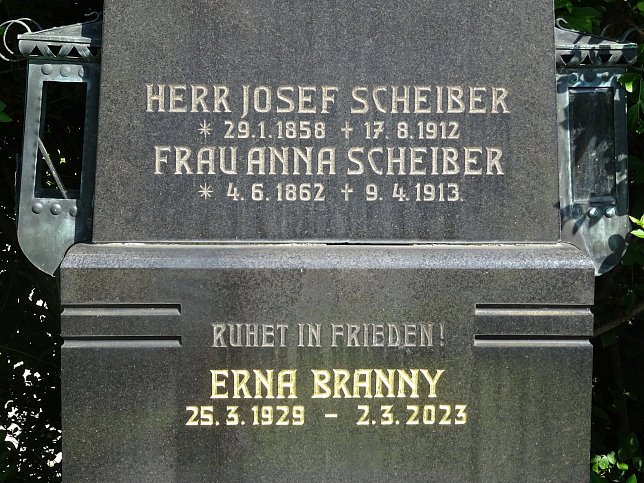 HERR JOSEF SCHEIBER
* 29.1.1858 † 17.8.1912
FRAU ANNA SCHEIBER
* 4.6.1862 † 9.4.1913.
RUHET IN FRIEDEN!
ERNA BRANNY
25.3.1929 – 2.3.2023